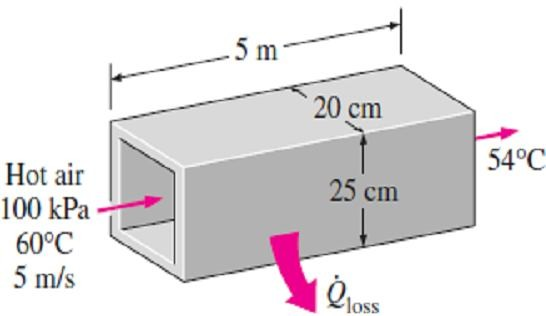 5 m
20 cm
25 cm
54°C
Hot air
100 kPa
60°C
5 m/s
Q̇loss